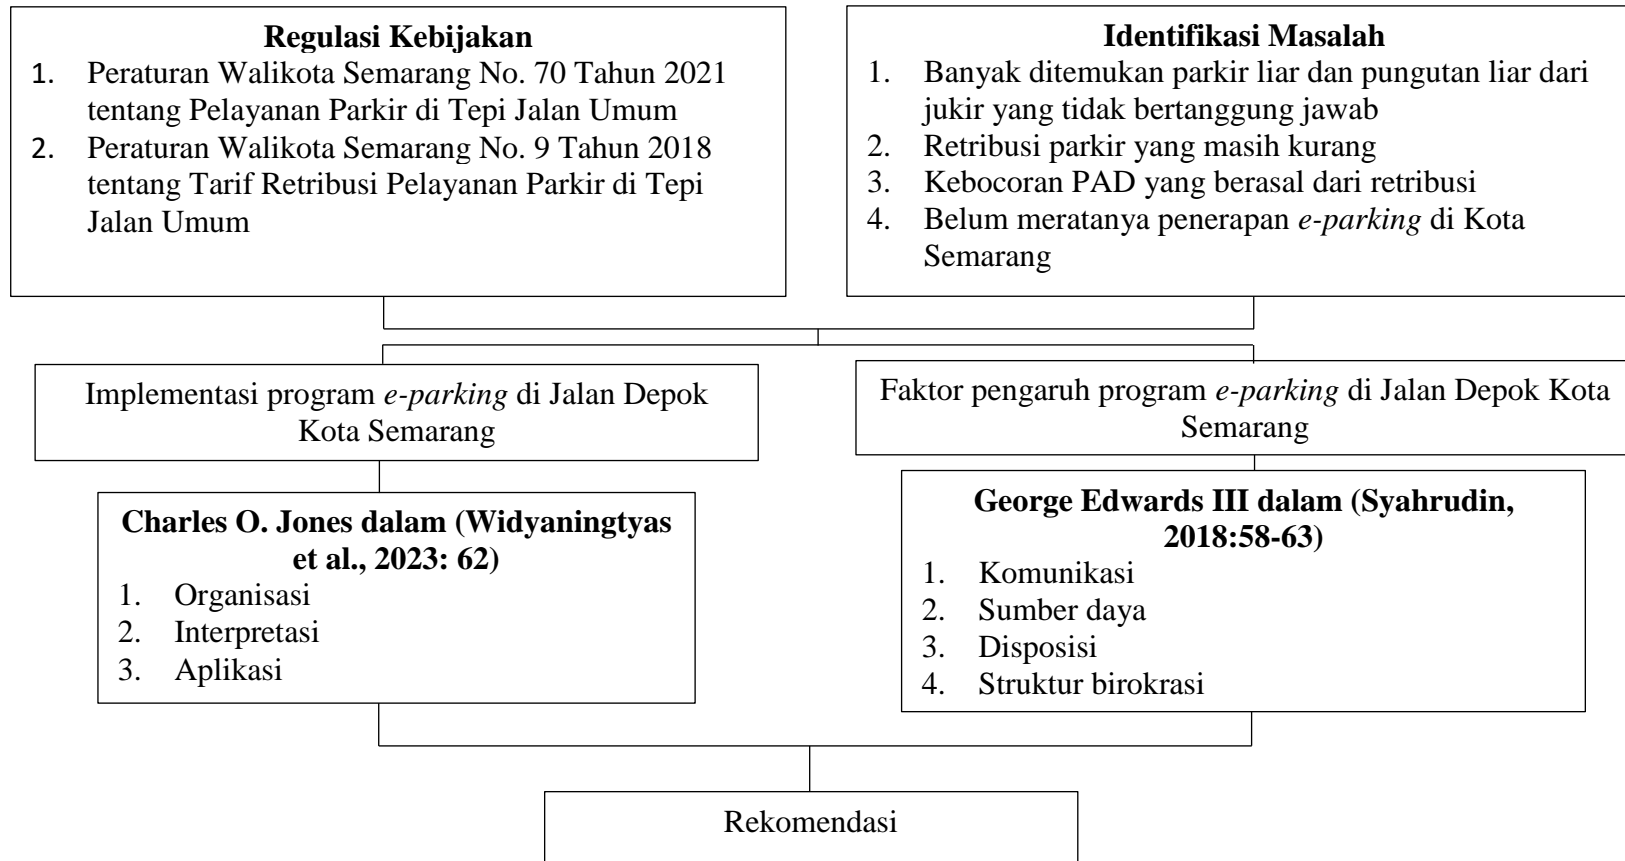 Regulasi Kebijakan
1. Peraturan Walikota Semarang No. 70 Tahun 2021
tentang Pelayanan Parkir di Tepi Jalan Umum
2. Peraturan Walikota Semarang No. 9 Tahun 2018
tentang Tarif Retribusi Pelayanan Parkir di Tepi
Jalan Umum
Identifikasi Masalah
1. Banyak ditemukan parkir liar dan pungutan liar dari
jukir yang tidak bertanggung jawab
2. Retribusi parkir yang masih kurang
3. Kebocoran PAD yang berasal dari retribusi
4. Belum meratanya penerapan e-parking di Kota
Semarang
Implementasi program e-parking di Jalan Depok
Kota Semarang
Faktor pengaruh program e-parking di Jalan Depok Kota
Semarang
Charles O. Jones dalam (Widyaningtyas
et al., 2023: 62)
1. Organisasi
2. Interpretasi
3. Aplikasi
George Edwards III dalam (Syahrudin,
2018:58-63)
1. Komunikasi
2. Sumber daya
3. Disposisi
4. Struktur birokrasi
Rekomendasi